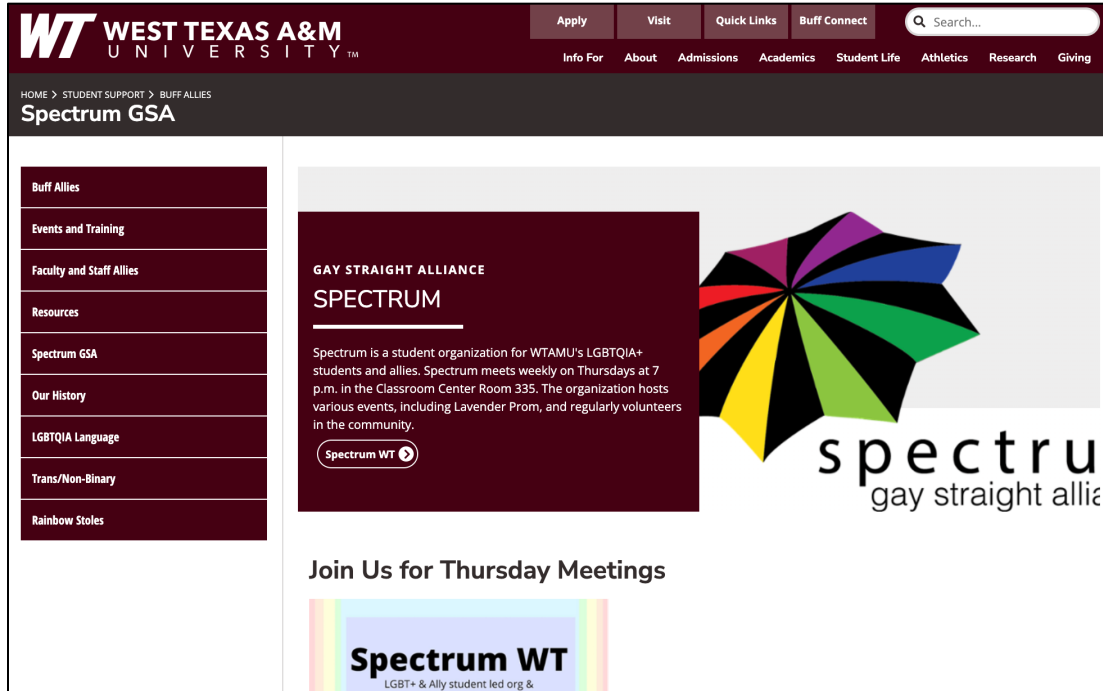 WT WEST TEXAS A&M
UNIVERSITY™
Apply
Visit
Quick Links
Buff Connect
Search...
Info For
About
Admissions
Academics
Student Life
Athletics
Research
Giving
HOME > STUDENT SUPPORT > BUFF ALLIES
Spectrum GSA
Buff Allies
Events and Training
Faculty and Staff Allies
Resources
Spectrum GSA
Our History
LGBTQIA Language
Trans/Non-Binary
Rainbow Stoles
GAY STRAIGHT ALLIANCE
SPECTRUM
Spectrum is a student organization for WTAMU's LGBTQIA+
students and allies. Spectrum meets weekly on Thursdays at 7
p.m. in the Classroom Center Room 335. The organization hosts
various events, including Lavender Prom, and regularly volunteers
in the community.
Spectrum WT
spectru
gay straight allia
Join Us for Thursday Meetings
Spectrum WT
LGBT+ & Ally student led org &